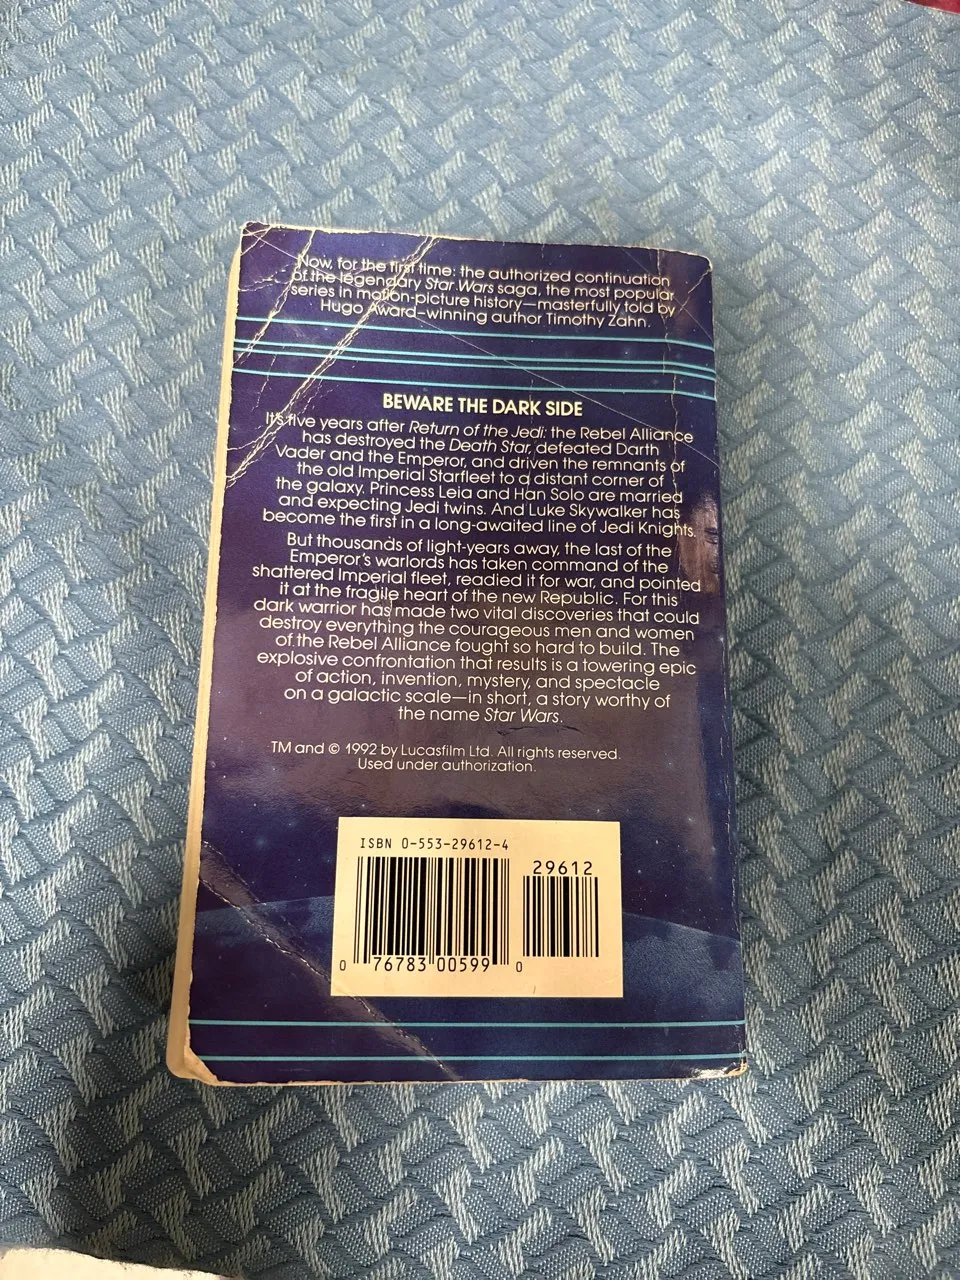 Now, for the first time: the authorized continuation
of the legendary Star Wars saga, the most popular
series in motion-picture history—masterfully told by
Hugo Award-winning author Timothy Zahn.
BEWARE THE DARK SIDE
It's five years after Return of the Jedi: the Rebel Alliance
has destroyed the Death Star, defeated Darth
Vader and the Emperor, and driven the remnants of
the old Imperial Starfleet to a distant corner of
the galaxy. Princess Leia and Han Solo are married
and expecting Jedi twins. And Luke Skywalker has
become the first in a long-awaited line of Jedi Knights.
But thousands of light-years away, the last of the
Emperor's warlords has taken command of the
shattered Imperial fleet, readied it for war, and pointed
it at the fragile heart of the new Republic. For this
dark warrior has made two vital discoveries that could
destroy everything the courageous men and women
of the Rebel Alliance fought so hard to build. The
explosive confrontation that results is a towering epic
of action, invention, mystery, and spectacle
on a galactic scale—in short, a story worthy of
the name Star Wars.
TM and © 1992 by Lucasfilm Ltd. All rights reserved.
Used under authorization.
ISBN 0-553-29612-4
29612
0 76783 00599 0